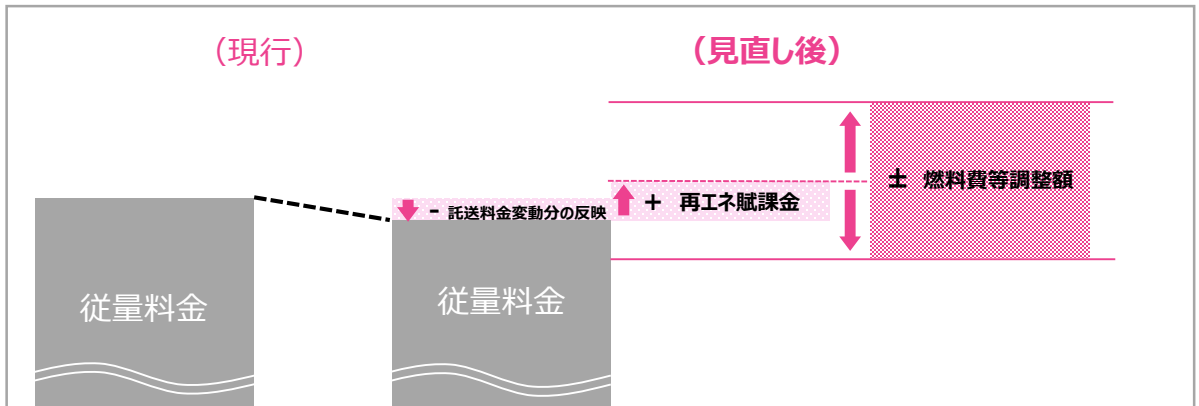 （現行）
（見直し後）
従量料金
－ 託送料金変動分の反映
従量料金
＋ 再エネ賦課金
± 燃料費等調整額